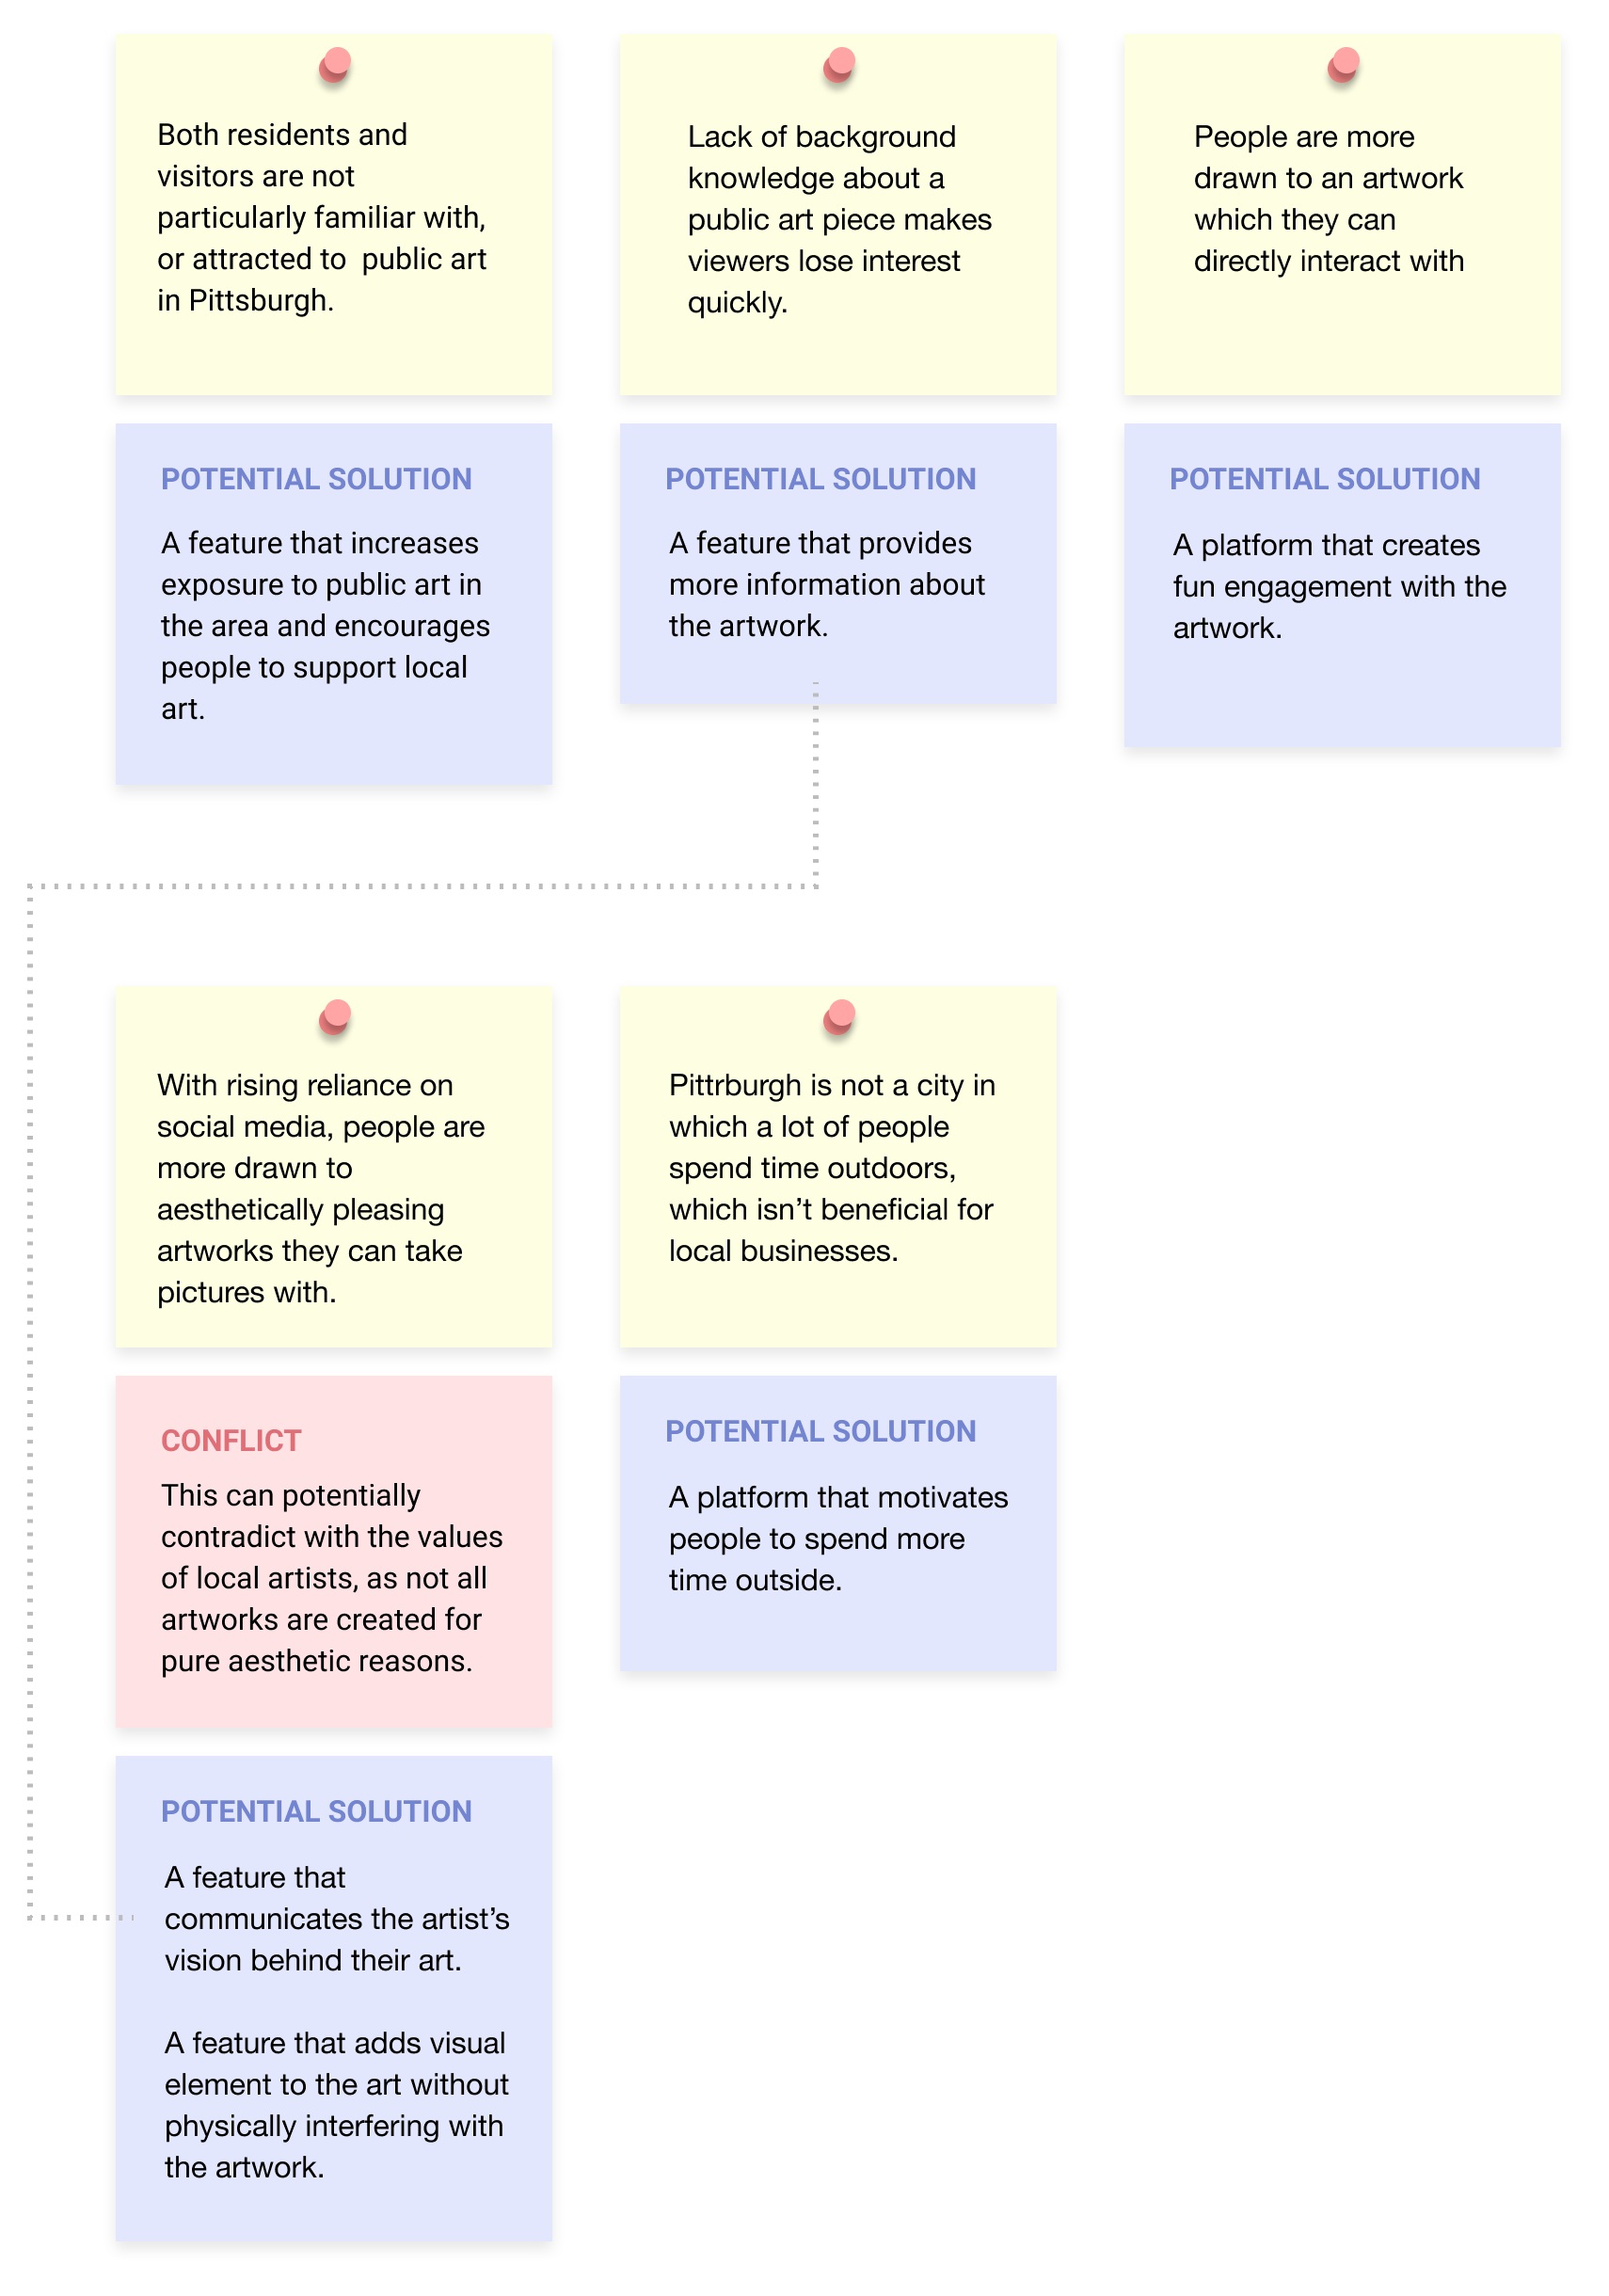 Both residents and
visitors are not
particularly familiar with,
or attracted to  public art
in Pittsburgh.
POTENTIAL SOLUTION
A feature that increases
exposure to public art in
the area and encourages
people to support local
art.
Lack of background
knowledge about a
public art piece makes
viewers lose interest
quickly.
POTENTIAL SOLUTION
A feature that provides
more information about
the artwork.
People are more
drawn to an artwork
which they can
directly interact with
POTENTIAL SOLUTION
A platform that creates
fun engagement with the
artwork.
With rising reliance on
social media, people are
more drawn to
aesthetically pleasing
artworks they can take
pictures with.
CONFLICT
This can potentially
contradict with the values
of local artists, as not all
artworks are created for
pure aesthetic reasons.
POTENTIAL SOLUTION
A feature that
communicates the artist’s
vision behind their art.
A feature that adds visual
element to the art without
physically interfering with
the artwork.
Pittrburgh is not a city in
which a lot of people
spend time outdoors,
which isn’t beneficial for
local businesses.
POTENTIAL SOLUTION
A platform that motivates
people to spend more
time outside.